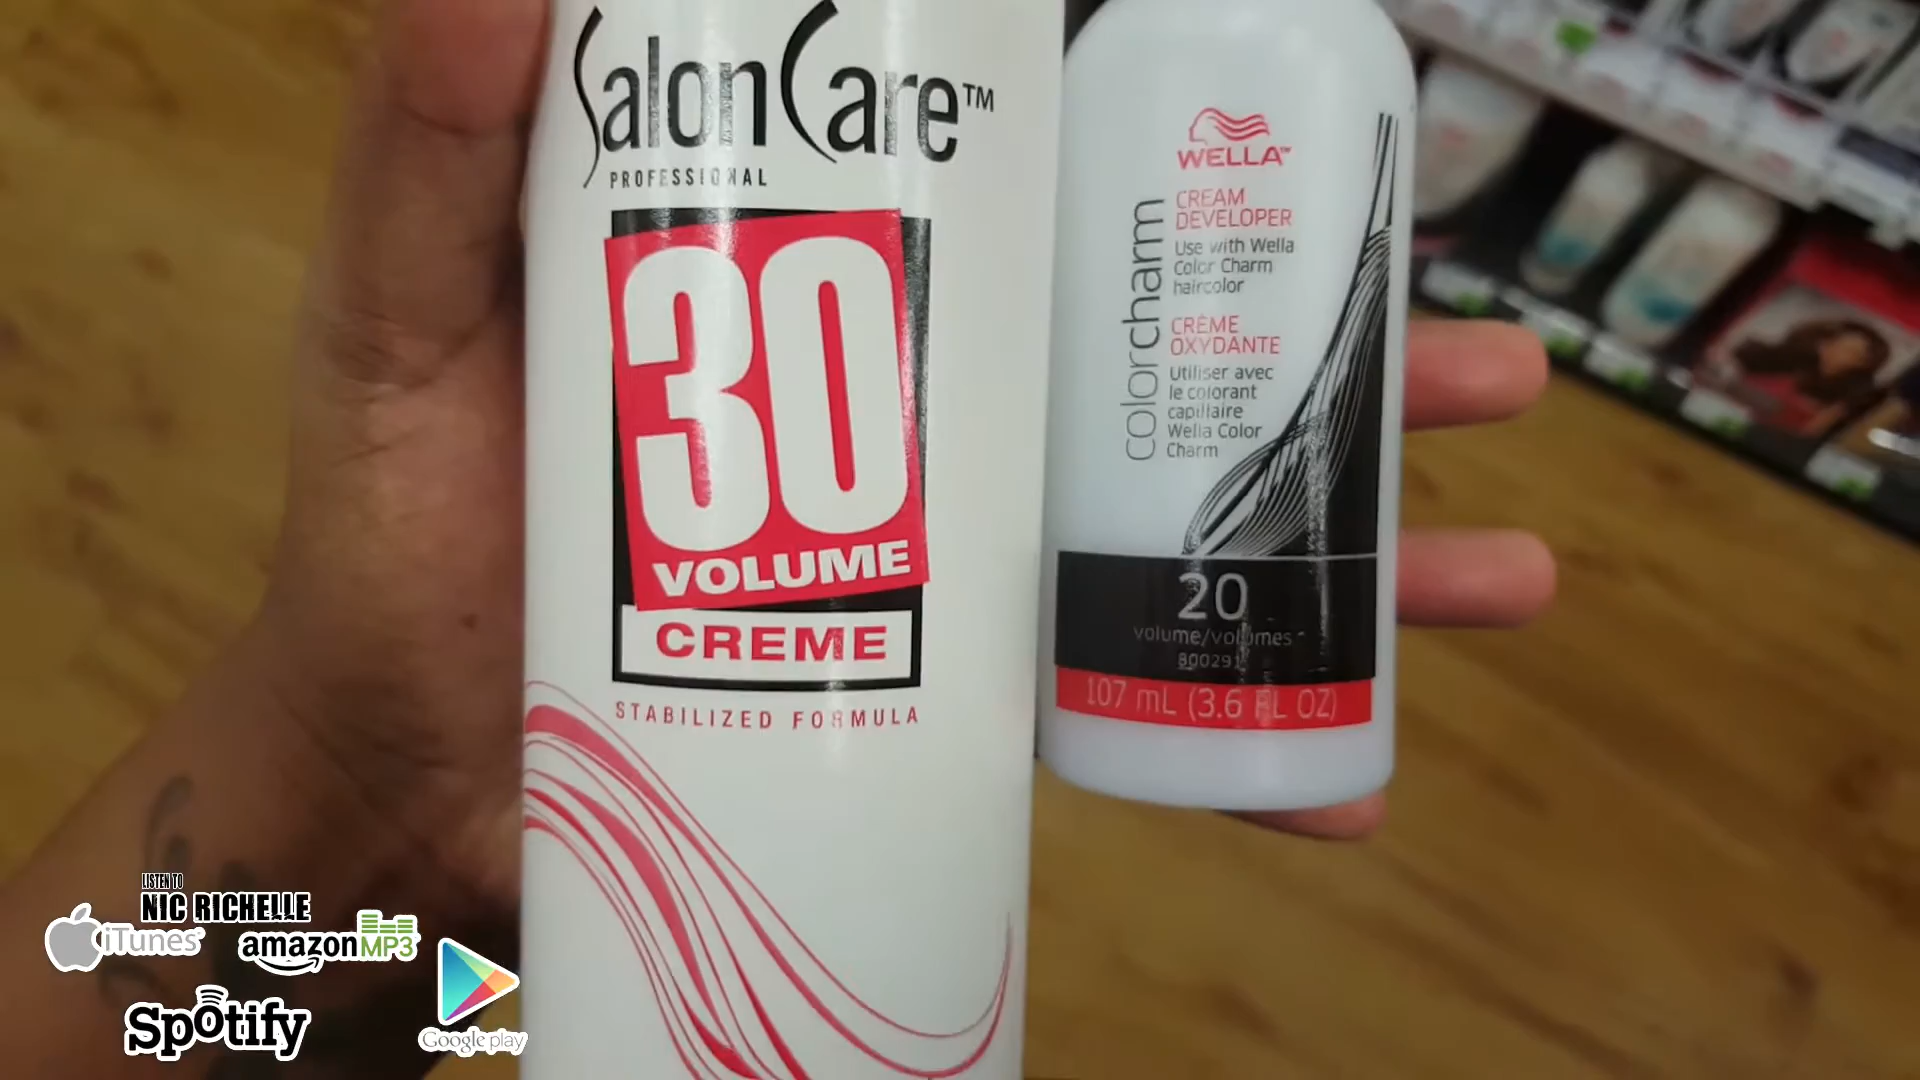 SalonCare™
PROFESSIONAL
30
VOLUME
CREME
STABILIZED FORMULA
WELLA™
colorcharm
CREAM
DEVELOPER
Use with Wella
Color Charm
haircolor
CRÈME
OXYDANTE
Utiliser avec
le colorant
capillaire
Wella Color
Charm
20
volume/volumes
800291
107 mL (3.6 FL OZ)
LISTEN TO
NIC RICHELLE
iTunes
amazonMP3
Spotify
Google play